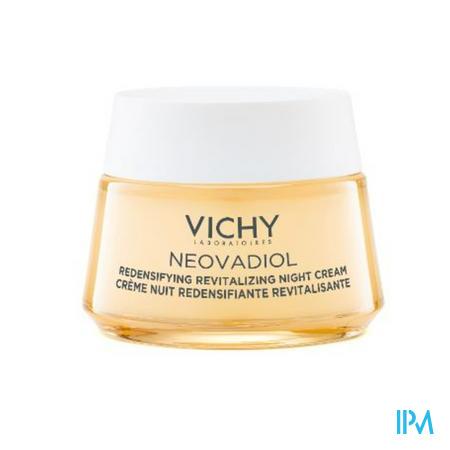 VICHY
LABORATOIRES
NEOVADIOL
REDENSIFYING REVITALIZING NIGHT CREAM
CRÈME NUIT REDENSIFIANTE REVITALISANTE
IPM